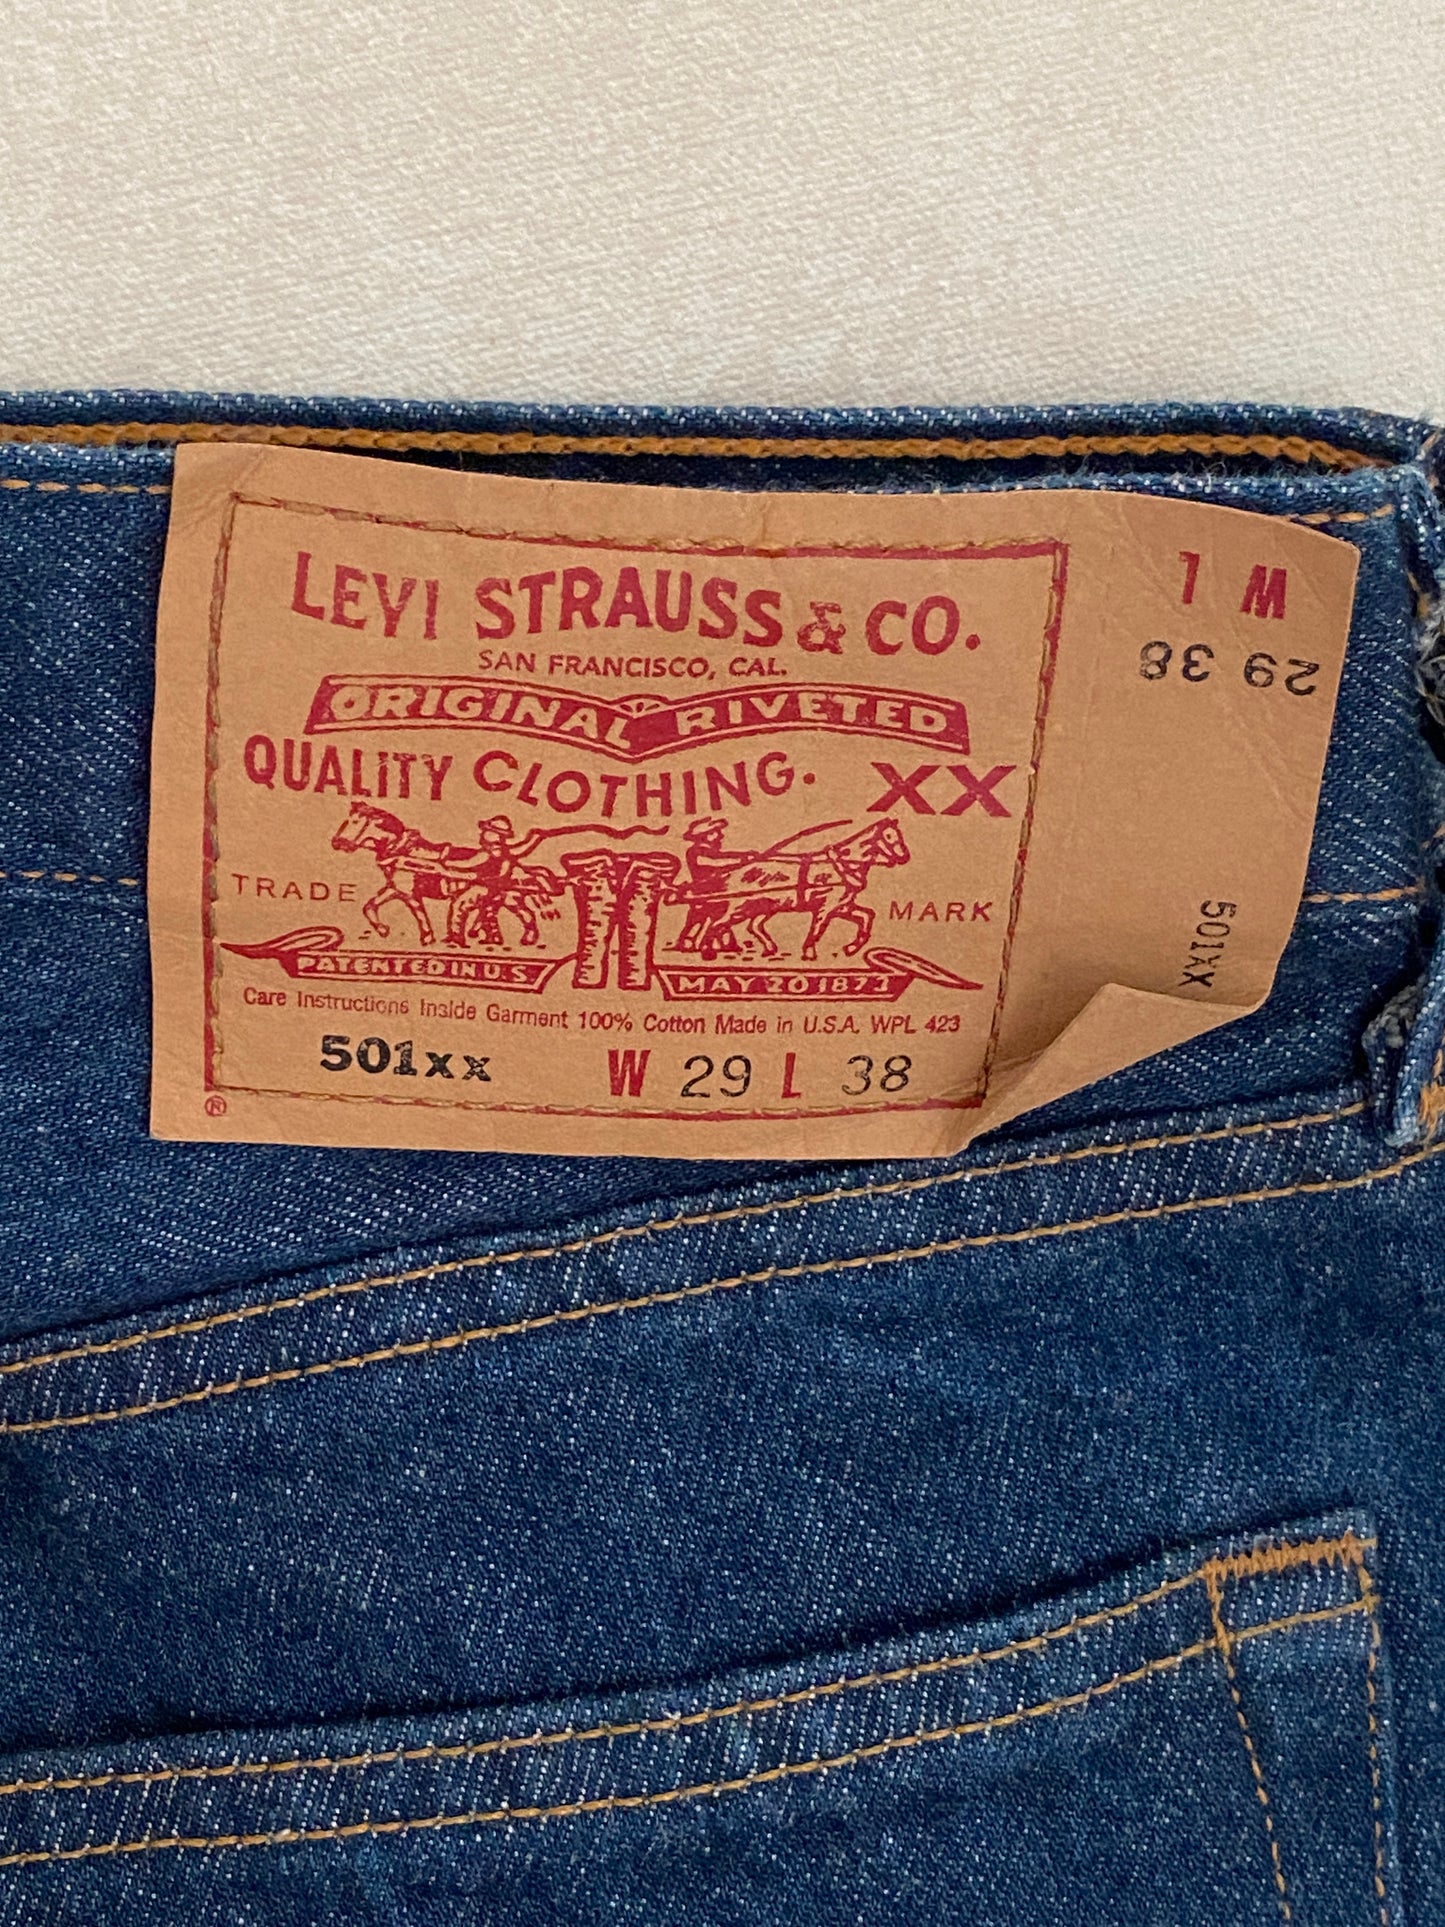 LEVI STRAUSS & CO.
SAN FRANCISCO, CAL.
ORIGINAL RIVETED
QUALITY CLOTHING. XX
TRADE MARK
PATENTED IN U.S. MAY 20 1873
Care Instructions Inside Garment 100% Cotton Made in U.S.A. WPL 423
501xx W 29 L 38
®
W L
29 38
501XX